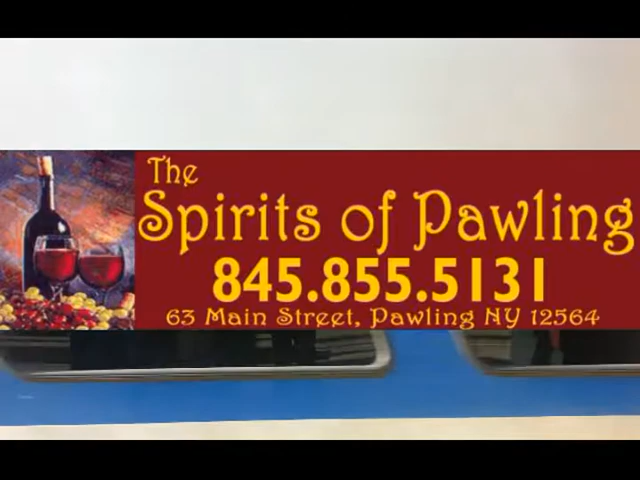 The
Spirits of Pawling
845.855.5131
63 Main Street, Pawling NY 12564